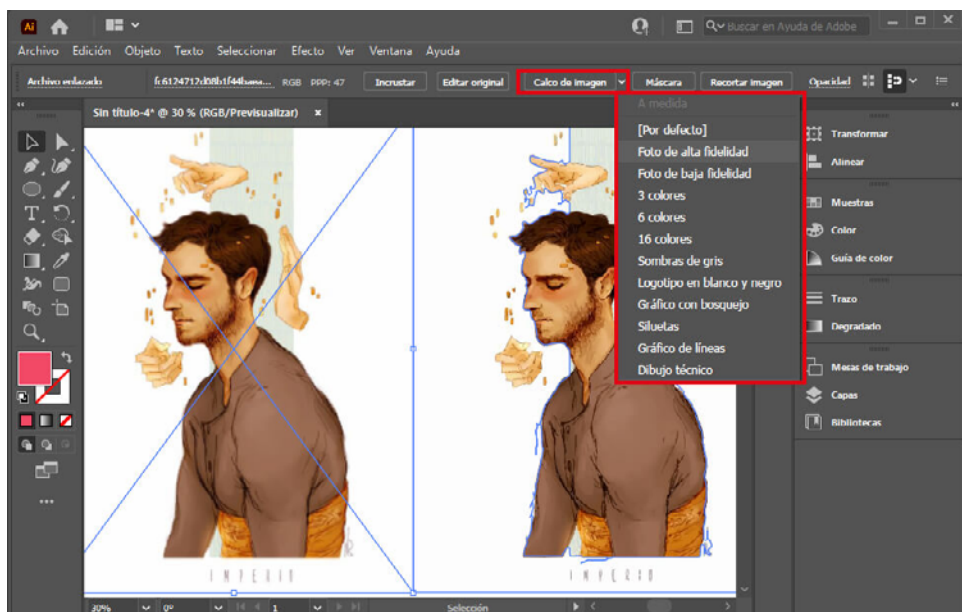 Ai
Buscar en Ayuda de Adobe
Archivo Edición Objeto Texto Seleccionar Efecto Ver Ventana Ayuda
Archivo enlazado RGB PPP: 47 Incrustar Editar original Calco de imagen Máscara Recortar imagen Opacidad
Sin título-4* @ 30 % (RGB/Previsualizar)
A medida
[Por defecto]
Foto de alta fidelidad
Foto de baja fidelidad
3 colores
6 colores
16 colores
Sombras de gris
Logotipo en blanco y negro
Gráfico con bosquejo
Siluetas
Gráfico de líneas
Dibujo técnico
Transformar
Alinear
Muestras
Color
Guía de color
Trazo
Degradado
Mesas de trabajo
Capas
Bibliotecas
IMPERIO
IMPERIO
30% 0º 1 Selección